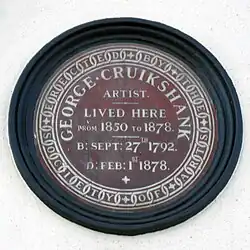 GEORGE·CRUIKSHANK
ARTIST.
LIVED HERE
FROM 1850 TO 1878.
B: SEPT: 27TH 1792.
D: FEB: 1ST 1878.